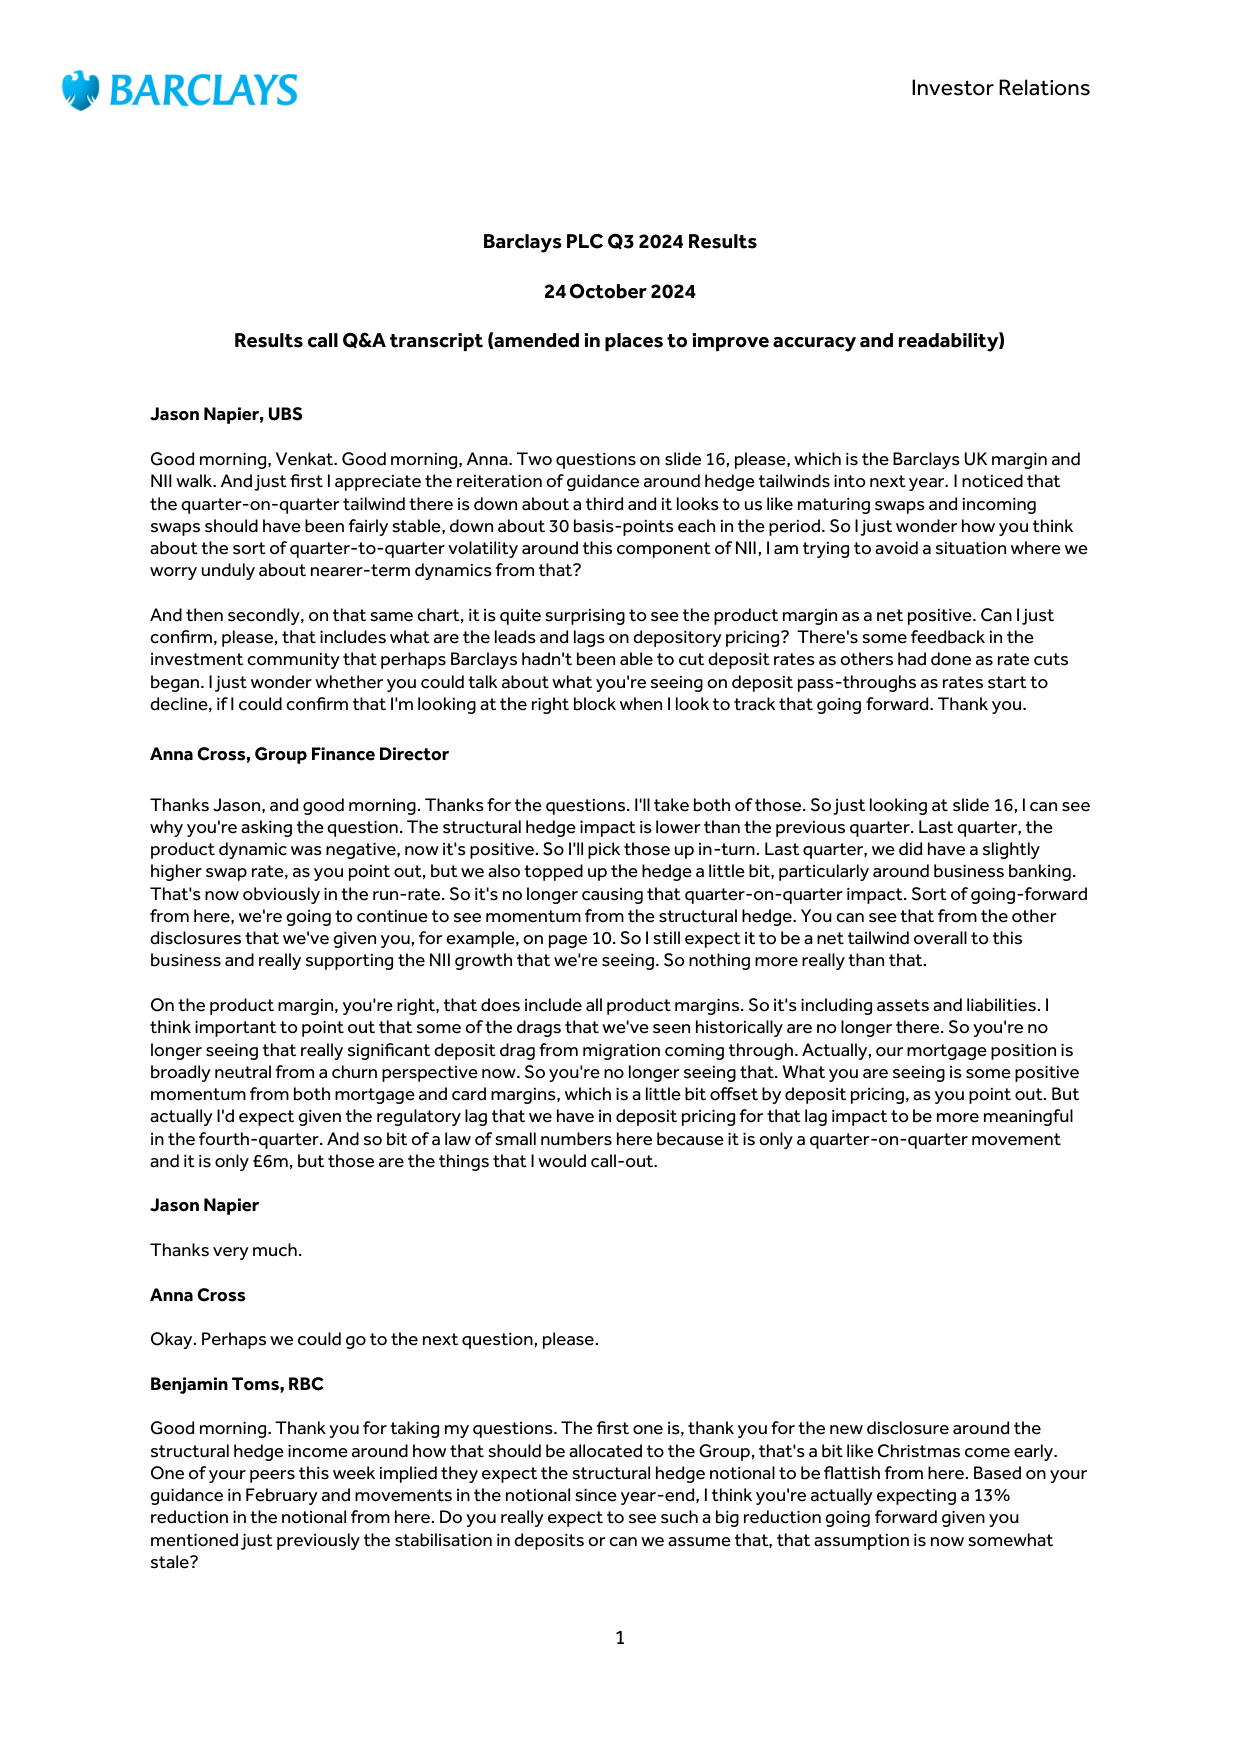 BARCLAYS
Investor Relations
Barclays PLC Q3 2024 Results
24 October 2024
Results call Q&A transcript (amended in places to improve accuracy and readability)
Jason Napier, UBS
Good morning, Venkat. Good morning, Anna. Two questions on slide 16, please, which is the Barclays UK margin and
NII walk. And just first I appreciate the reiteration of guidance around hedge tailwinds into next year. I noticed that
the quarter-on-quarter tailwind there is down about a third and it looks to us like maturing swaps and incoming
swaps should have been fairly stable, down about 30 basis-points each in the period. So I just wonder how you think
about the sort of quarter-to-quarter volatility around this component of NII, I am trying to avoid a situation where we
worry unduly about nearer-term dynamics from that?
And then secondly, on that same chart, it is quite surprising to see the product margin as a net positive. Can I just
confirm, please, that includes what are the leads and lags on depository pricing?  There's some feedback in the
investment community that perhaps Barclays hadn't been able to cut deposit rates as others had done as rate cuts
began. I just wonder whether you could talk about what you're seeing on deposit pass-throughs as rates start to
decline, if I could confirm that I'm looking at the right block when I look to track that going forward. Thank you.
Anna Cross, Group Finance Director
Thanks Jason, and good morning. Thanks for the questions. I'll take both of those. So just looking at slide 16, I can see
why you're asking the question. The structural hedge impact is lower than the previous quarter. Last quarter, the
product dynamic was negative, now it's positive. So I'll pick those up in-turn. Last quarter, we did have a slightly
higher swap rate, as you point out, but we also topped up the hedge a little bit, particularly around business banking.
That's now obviously in the run-rate. So it's no longer causing that quarter-on-quarter impact. Sort of going-forward
from here, we're going to continue to see momentum from the structural hedge. You can see that from the other
disclosures that we've given you, for example, on page 10. So I still expect it to be a net tailwind overall to this
business and really supporting the NII growth that we're seeing. So nothing more really than that.
On the product margin, you're right, that does include all product margins. So it's including assets and liabilities. I
think important to point out that some of the drags that we've seen historically are no longer there. So you're no
longer seeing that really significant deposit drag from migration coming through. Actually, our mortgage position is
broadly neutral from a churn perspective now. So you're no longer seeing that. What you are seeing is some positive
momentum from both mortgage and card margins, which is a little bit offset by deposit pricing, as you point out. But
actually I'd expect given the regulatory lag that we have in deposit pricing for that lag impact to be more meaningful
in the fourth-quarter. And so bit of a law of small numbers here because it is only a quarter-on-quarter movement
and it is only £6m, but those are the things that I would call-out.
Jason Napier
Thanks very much.
Anna Cross
Okay. Perhaps we could go to the next question, please.
Benjamin Toms, RBC
Good morning. Thank you for taking my questions. The first one is, thank you for the new disclosure around the
structural hedge income around how that should be allocated to the Group, that's a bit like Christmas come early.
One of your peers this week implied they expect the structural hedge notional to be flattish from here. Based on your
guidance in February and movements in the notional since year-end, I think you're actually expecting a 13%
reduction in the notional from here. Do you really expect to see such a big reduction going forward given you
mentioned just previously the stabilisation in deposits or can we assume that, that assumption is now somewhat
stale?
1